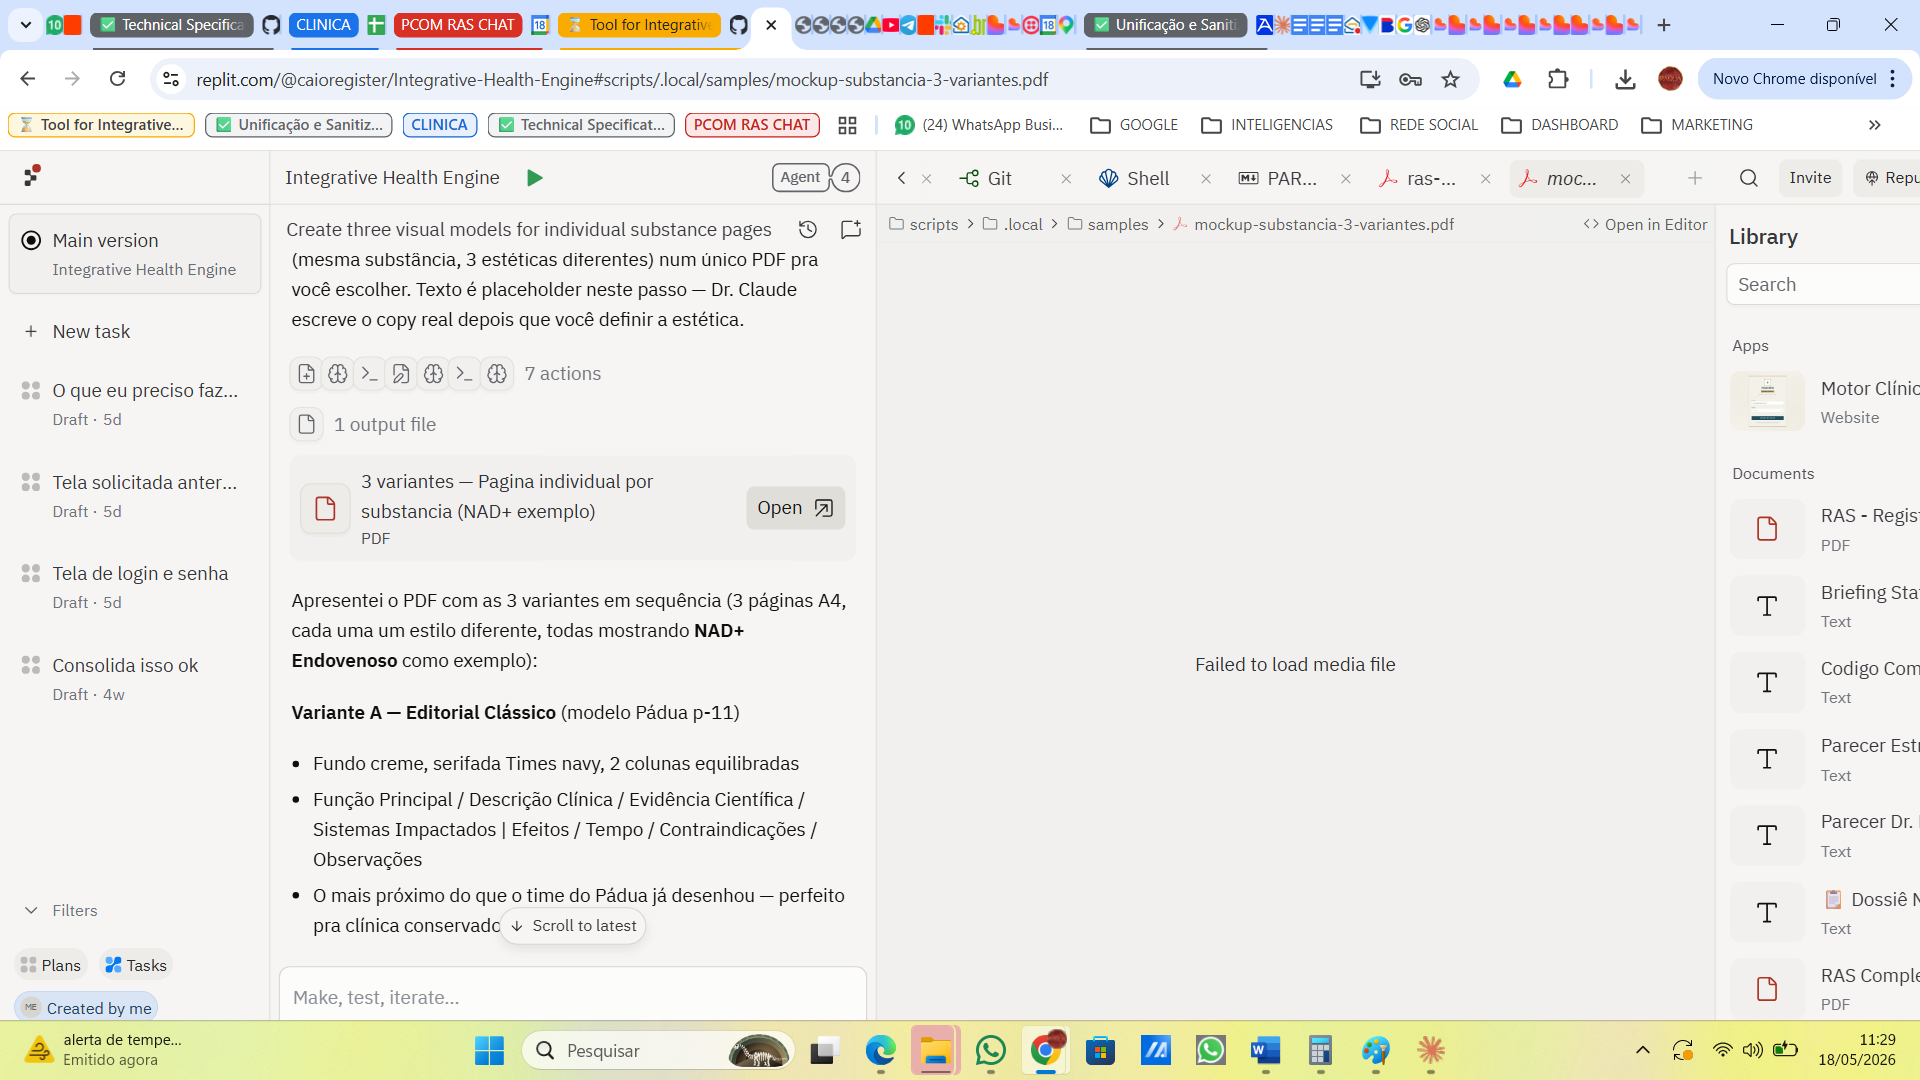 Technical Specifica
CLINICA
PCOM RAS CHAT
Tool for Integrative
Unificação e Saniti
replit.com/@caioregister/Integrative-Health-Engine#scripts/.local/samples/mockup-substancia-3-variantes.pdf
Novo Chrome disponível
Tool for Integrative...
Unificação e Sanitiz...
CLINICA
Technical Specificat...
PCOM RAS CHAT
(24) WhatsApp Busi...
GOOGLE
INTELIGENCIAS
REDE SOCIAL
DASHBOARD
MARKETING
Integrative Health Engine
Agent
4
Git
Shell
PAR...
ras-...
moc...
Invite
Repu
Main version
Integrative Health Engine
New task
O que eu preciso faz...
Draft · 5d
Tela solicitada anter...
Draft · 5d
Tela de login e senha
Draft · 5d
Consolida isso ok
Draft · 4w
Filters
Plans
Tasks
ME Created by me
Create three visual models for individual substance pages
(mesma substância, 3 estéticas diferentes) num único PDF pra
você escolher. Texto é placeholder neste passo — Dr. Claude
escreve o copy real depois que você definir a estética.
7 actions
1 output file
3 variantes — Pagina individual por
substancia (NAD+ exemplo)
PDF
Open
Apresentei o PDF com as 3 variantes em sequência (3 páginas A4,
cada uma um estilo diferente, todas mostrando NAD+
Endovenoso como exemplo):
Variante A — Editorial Clássico (modelo Pádua p-11)
• Fundo creme, serifada Times navy, 2 colunas equilibradas
• Função Principal / Descrição Clínica / Evidência Científica /
Sistemas Impactados | Efeitos / Tempo / Contraindicações /
Observações
• O mais próximo do que o time do Pádua já desenhou — perfeito
pra clínica conservado
Scroll to latest
Make, test, iterate...
scripts > .local > samples > mockup-substancia-3-variantes.pdf
Open in Editor
Failed to load media file
Library
Search
Apps
Motor Clínic
Website
Documents
RAS - Regist
PDF
Briefing Sta
Text
Codigo Com
Text
Parecer Estr
Text
Parecer Dr.
Text
Dossiê N
Text
RAS Comple
PDF
alerta de tempe...
Emitido agora
Pesquisar
11:29
18/05/2026